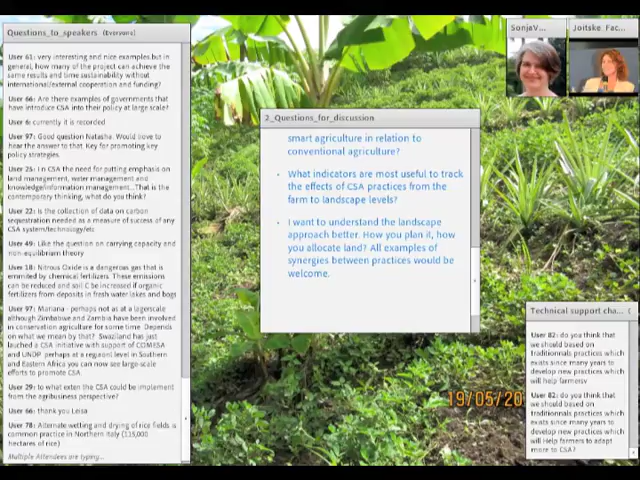 Questions_to_speakers (Everyone)
User 61: very interesting and nice examples.but in
general, how many of the project can achieve the
same results and time sustainability without
international/external cooperation and funding?
User 66: Are there examples of governments that
have introduce CSA into their policy at large scale?
User 6: currently it is recorded
User 97: Good question Natasha. Would love to
hear the answer to that. Key for promoting key
policy strategies.
User 25: In CSA the need for putting emphasis on
land management, water management and
knowledge/information management...That is the
contemporary thinking, what do you think?
User 22: Is the collection of data on carbon
sequestration needed as a measure of success of any
CSA system/technology/etc
User 49: Like the question on carrying capacity and
non-equilibrium theory
User 18: Nitrous Oxide is a dangerous gas that is
emmited by chemical fertilizers. These emissions
can be reduced and soil C be increased if organic
fertilizers from deposits in fresh water lakes and bogs
User 97: Mariana - perhaps not as at a lagerscale
although Zimbabwe and Zambia have been involved
in conservation agriculture for some time. Depends
on what we mean by that? Swaziland has just
lauched a CSA initiative with support of COMESA
and UNDP. perhaps at a regioanl level in Southern
and Eastern Africa you can now see large-scale
efforts to promote CSA.
User 29: to what exten the CSA could be implement
from the agribusiness perspective?
User 66: thank you Leisa
User 78: Alternate wetting and drying of rice fields is
common practice in Northern Italy (115,000
hectares of rice)
Multiple Attendees are typing...
2_Questions_for_discussion
smart agriculture in relation to
conventional agriculture?
What indicators are most useful to track
the effects of CSA practices from the
farm to landscape levels?
I want to understand the landscape
approach better. How you plan it, how
you allocate land? All examples of
synergies between practices would be
welcome.
SonjaV...
Joitske_Fac...
Technical support cha... (
User 82: do you think that
we should based on
traditionnals practices which
exists since many years to
develop new practices which
will help farmersv
User 82: do you think that
we should based on
traditionnals practices which
exists since many years to
develop new practices which
will Help farmers to adapt
more to CSA?
19/05/20